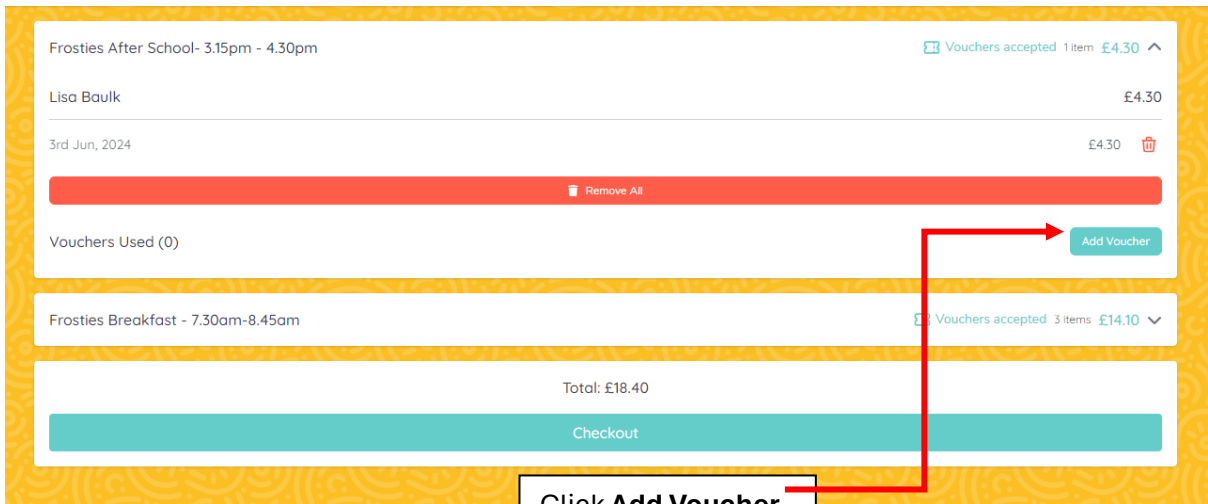 Frosties After School- 3.15pm - 4.30pm Vouchers accepted 1 item £4.30
Lisa Baulk £4.30
3rd Jun, 2024 £4.30
Remove All
Vouchers Used (0) Add Voucher
Frosties Breakfast - 7.30am-8.45am Vouchers accepted 3 items £14.10
Total: £18.40
Checkout
Click Add Voucher